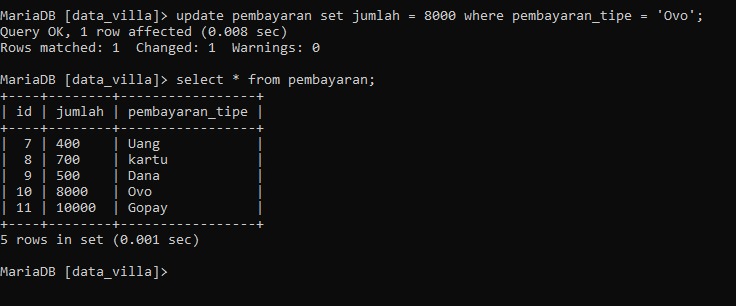 MariaDB [data_villa]> update pembayaran set jumlah = 8000 where pembayaran_tipe = 'Ovo';
Query OK, 1 row affected (0.008 sec)
Rows matched: 1  Changed: 1  Warnings: 0

MariaDB [data_villa]> select * from pembayaran;
+----+--------+-----------------+
| id | jumlah | pembayaran_tipe |
+----+--------+-----------------+
|  7 | 400    | Uang            |
|  8 | 700    | kartu           |
|  9 | 500    | Dana            |
| 10 | 8000   | Ovo             |
| 11 | 10000  | Gopay           |
+----+--------+-----------------+
5 rows in set (0.001 sec)

MariaDB [data_villa]>